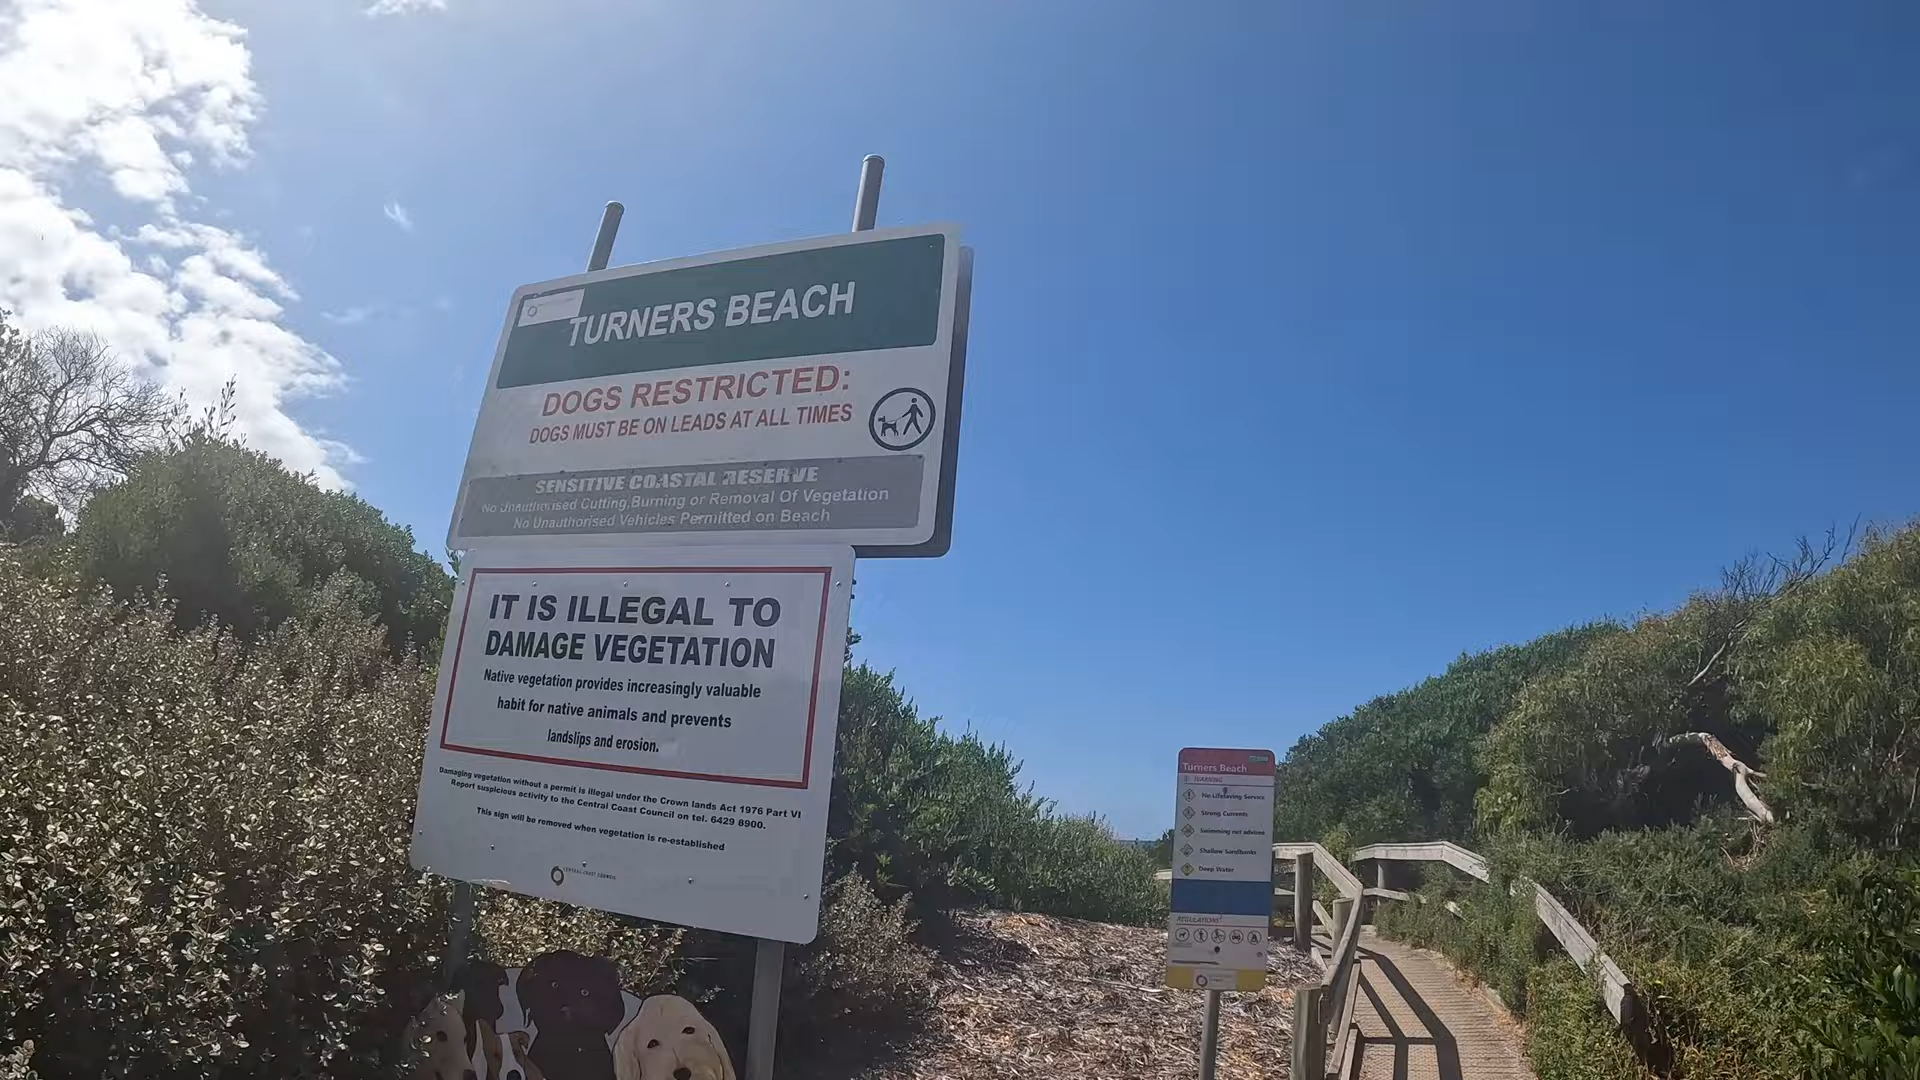 TURNERS BEACH
DOGS RESTRICTED:
DOGS MUST BE ON LEADS AT ALL TIMES
SENSITIVE COASTAL RESERVE
No Unauthorised Cutting,Burning or Removal Of Vegetation
No Unauthorised Vehicles Permitted on Beach
IT IS ILLEGAL TO
DAMAGE VEGETATION
Native vegetation provides increasingly valuable
habit for native animals and prevents
landslips and erosion.
Damaging vegetation without a permit is illegal under the Crown lands Act 1976 Part VI
Report suspicious activity to the Central Coast Council on tel. 6429 8900.
This sign will be removed when vegetation is re-established
CENTRAL COAST COUNCIL
Turners Beach
WARNING
No Lifesaving Service
Strong Currents
Swimming not advised
Shallow Sandbanks
Deep Water
REGULATIONS